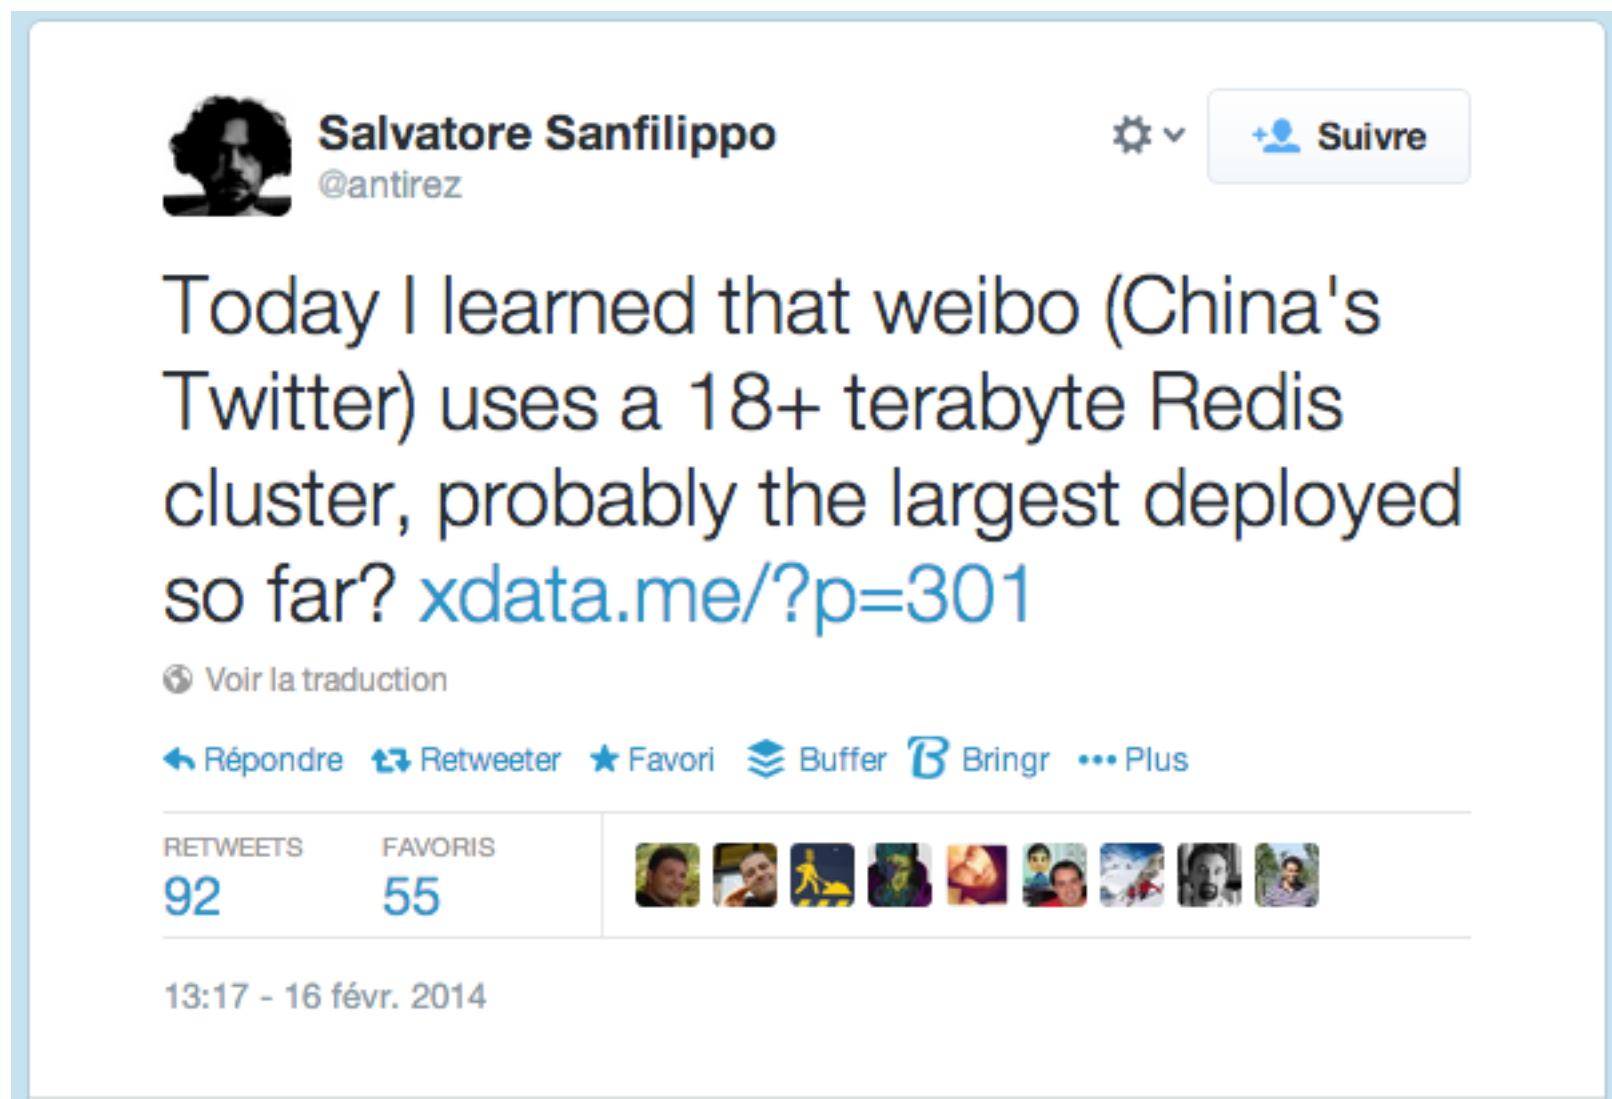 Salvatore Sanfilippo
@antirez
Suivre
Today I learned that weibo (China's
Twitter) uses a 18+ terabyte Redis
cluster, probably the largest deployed
so far? xdata.me/?p=301
Voir la traduction
Répondre Retweeter Favori Buffer Bringr Plus
RETWEETS FAVORIS
92 55
13:17 - 16 févr. 2014